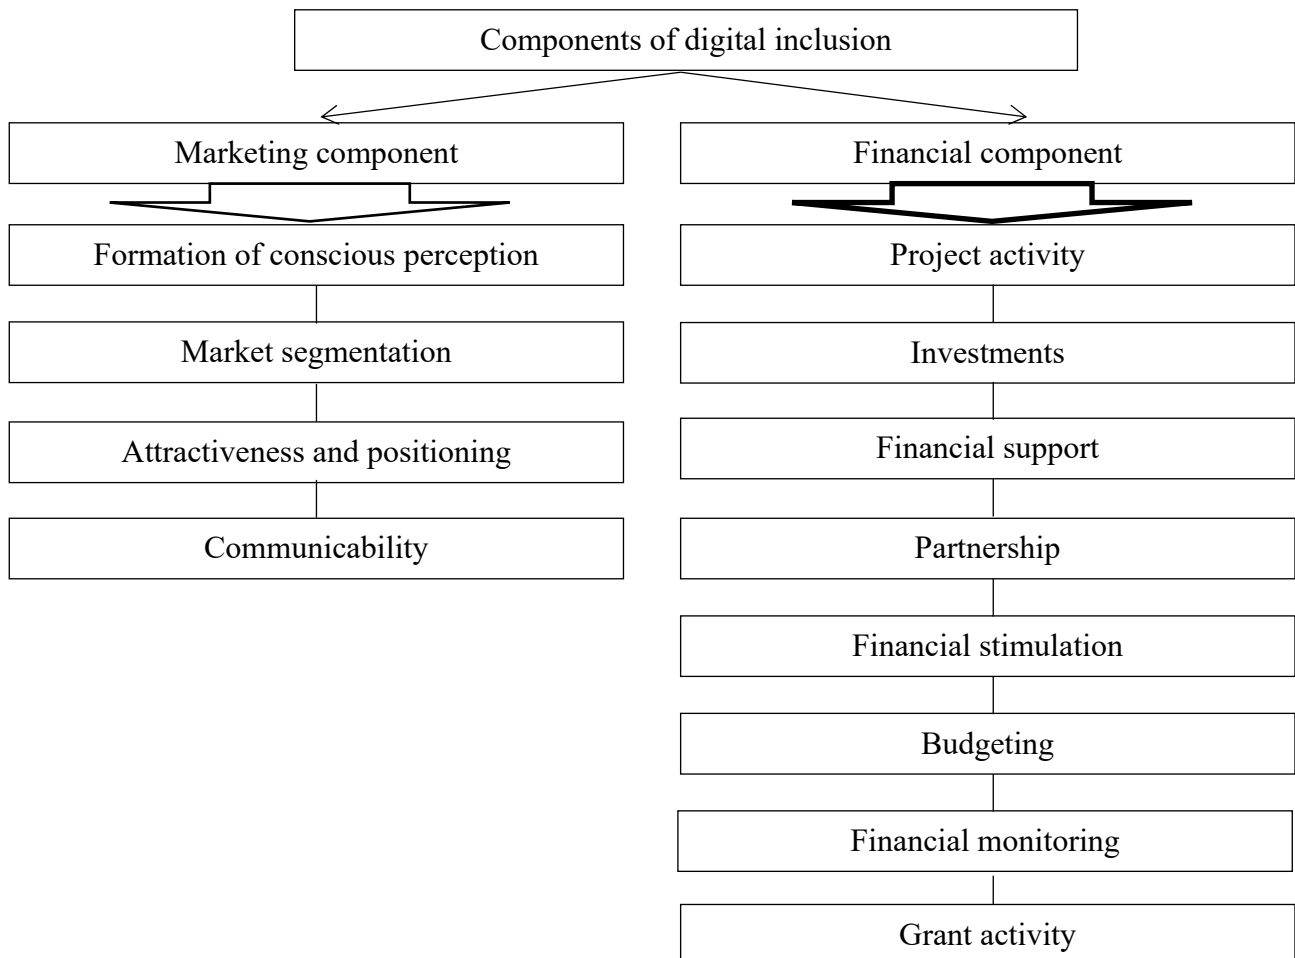 Components of digital inclusion
Marketing component
Financial component
Formation of conscious perception
Project activity
Market segmentation
Investments
Attractiveness and positioning
Financial support
Communicability
Partnership
Financial stimulation
Budgeting
Financial monitoring
Grant activity